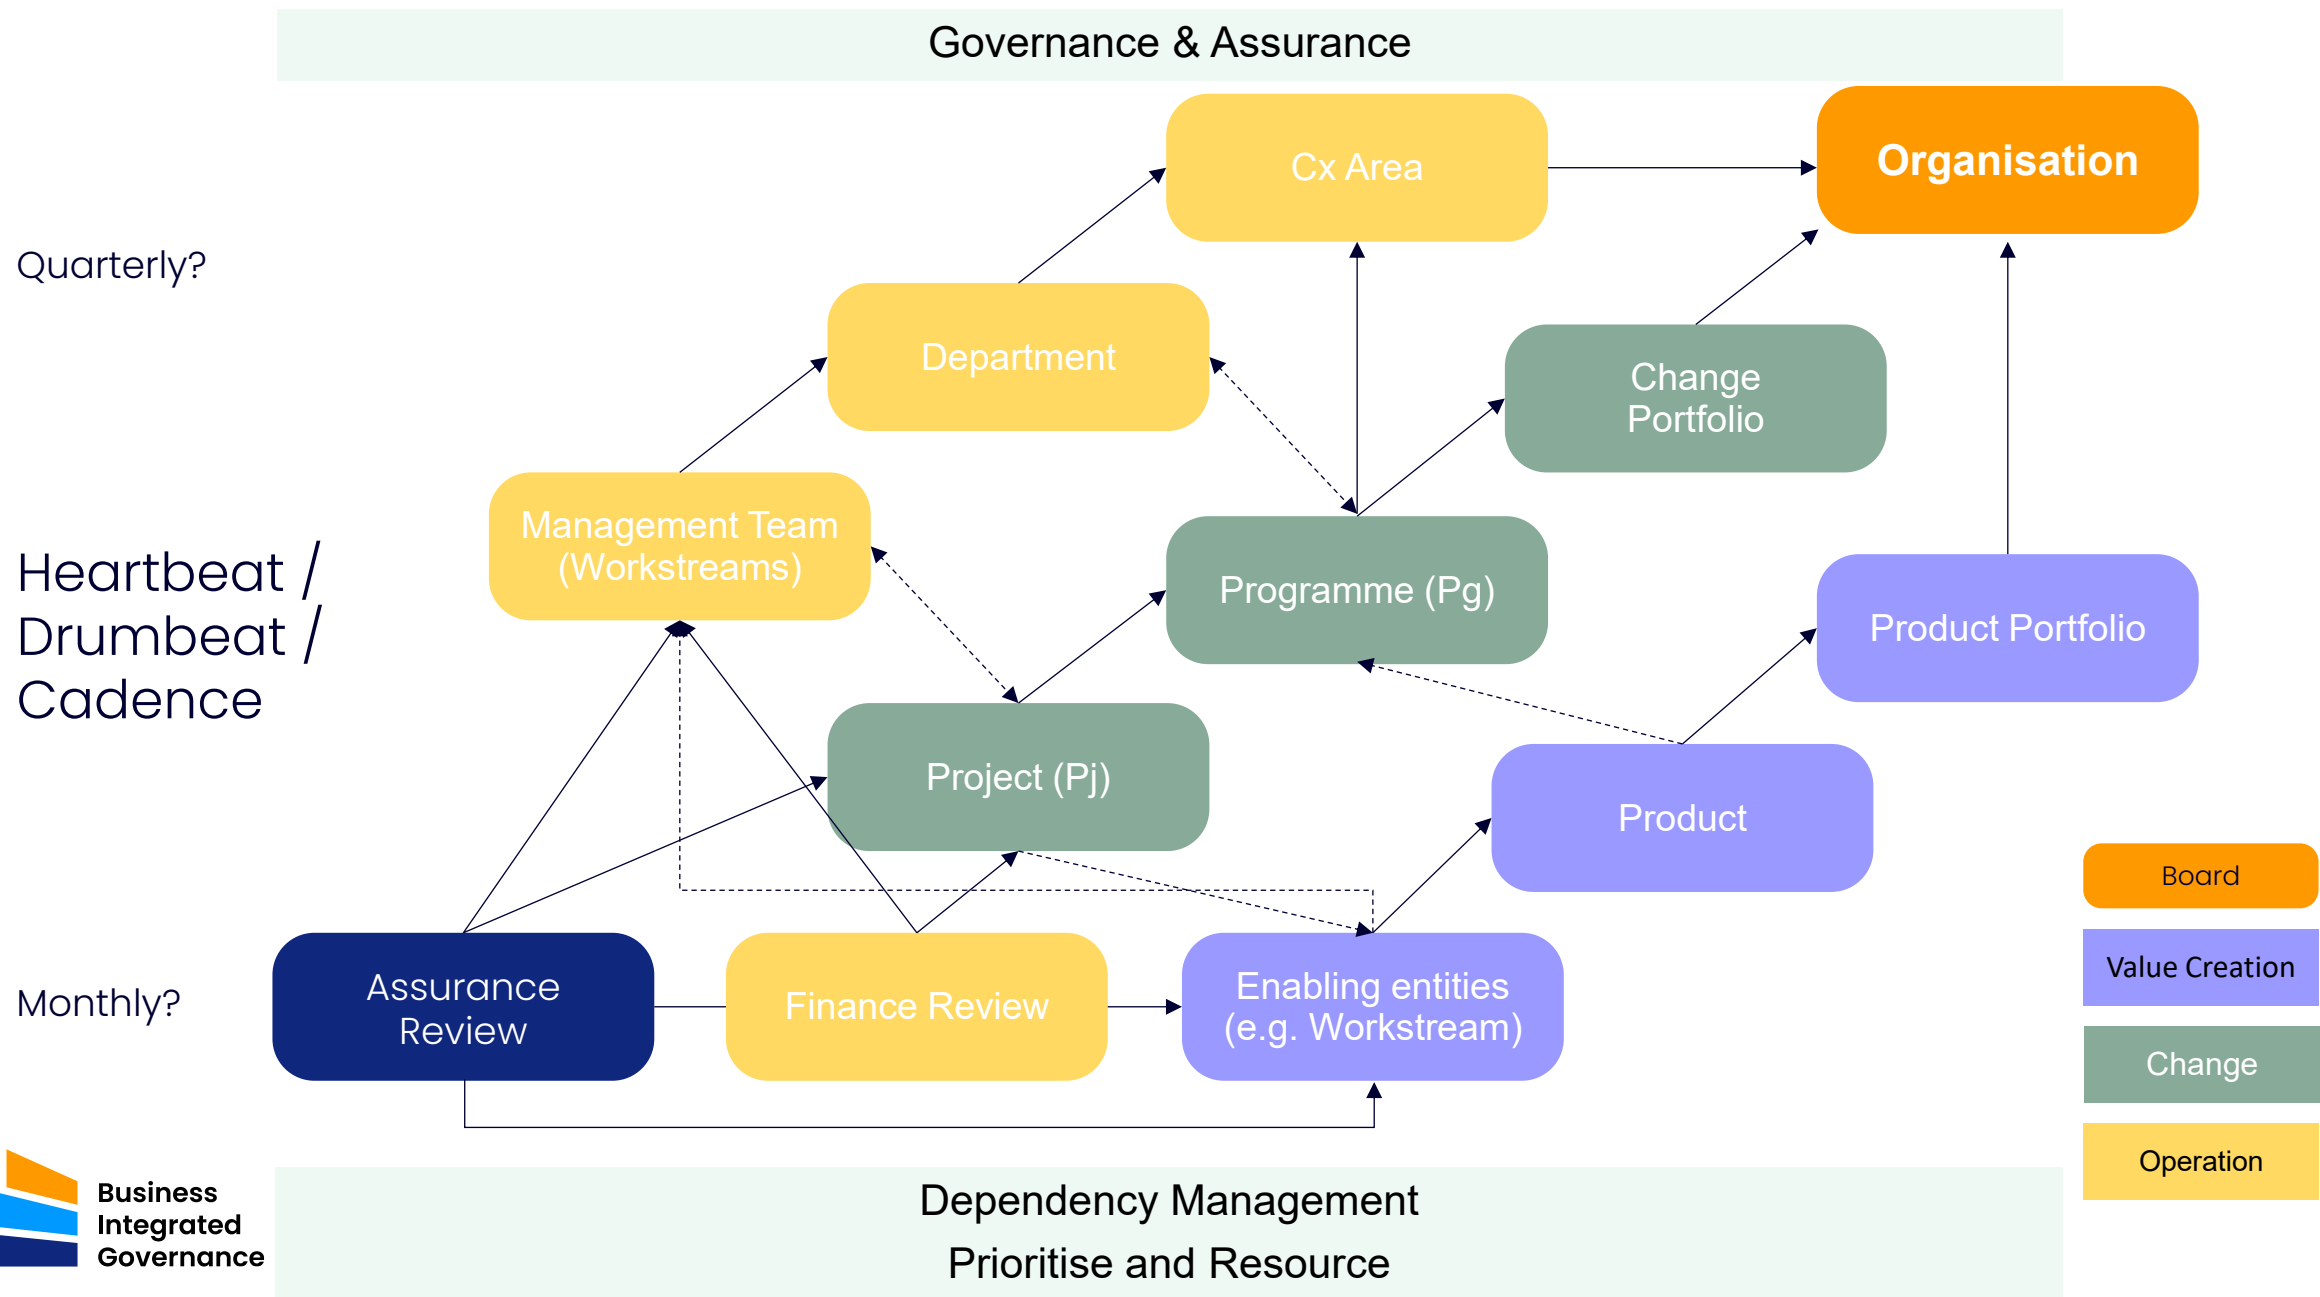 Governance & Assurance
Cx Area
Organisation
Quarterly?
Department
Change
Portfolio
Management Team
(Workstreams)
Heartbeat /
Drumbeat /
Cadence
Programme (Pg)
Product Portfolio
Project (Pj)
Product
Board
Value Creation
Change
Operation
Monthly?
Assurance
Review
Finance Review
Enabling entities
(e.g. Workstream)
Business
Integrated
Governance
Dependency Management
Prioritise and Resource